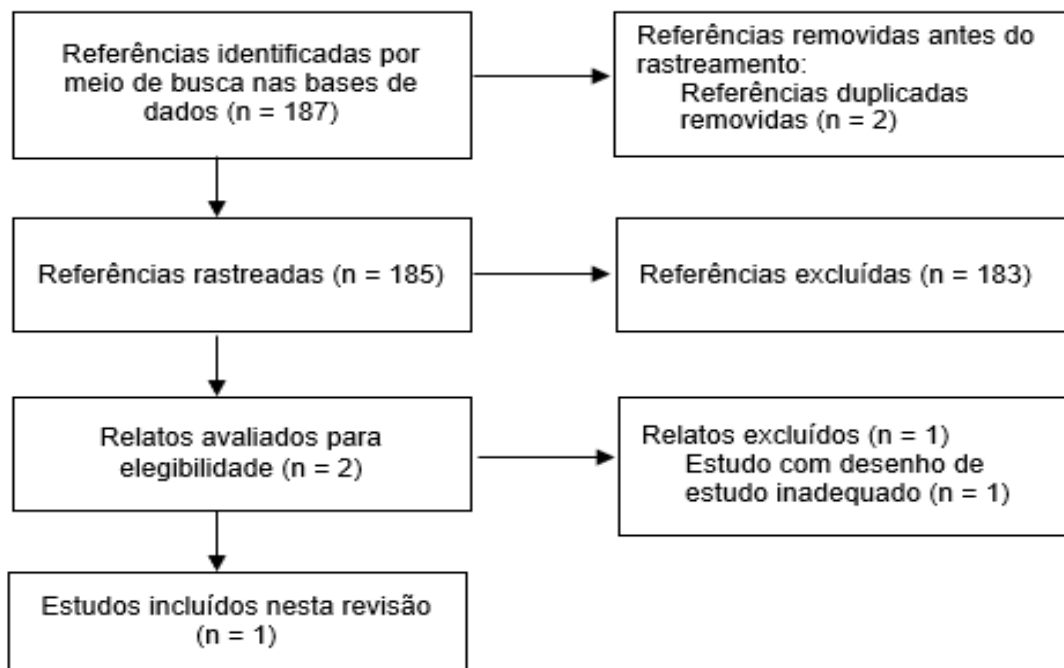 Referências identificadas por
meio de busca nas bases de
dados (n = 187)
Referências removidas antes do
rastreamento:
Referências duplicadas
removidas (n = 2)
Referências rastreadas (n = 185)
Referências excluídas (n = 183)
Relatos avaliados para
elegibilidade (n = 2)
Relatos excluídos (n = 1)
Estudo com desenho de
estudo inadequado (n = 1)
Estudos incluídos nesta revisão
(n = 1)